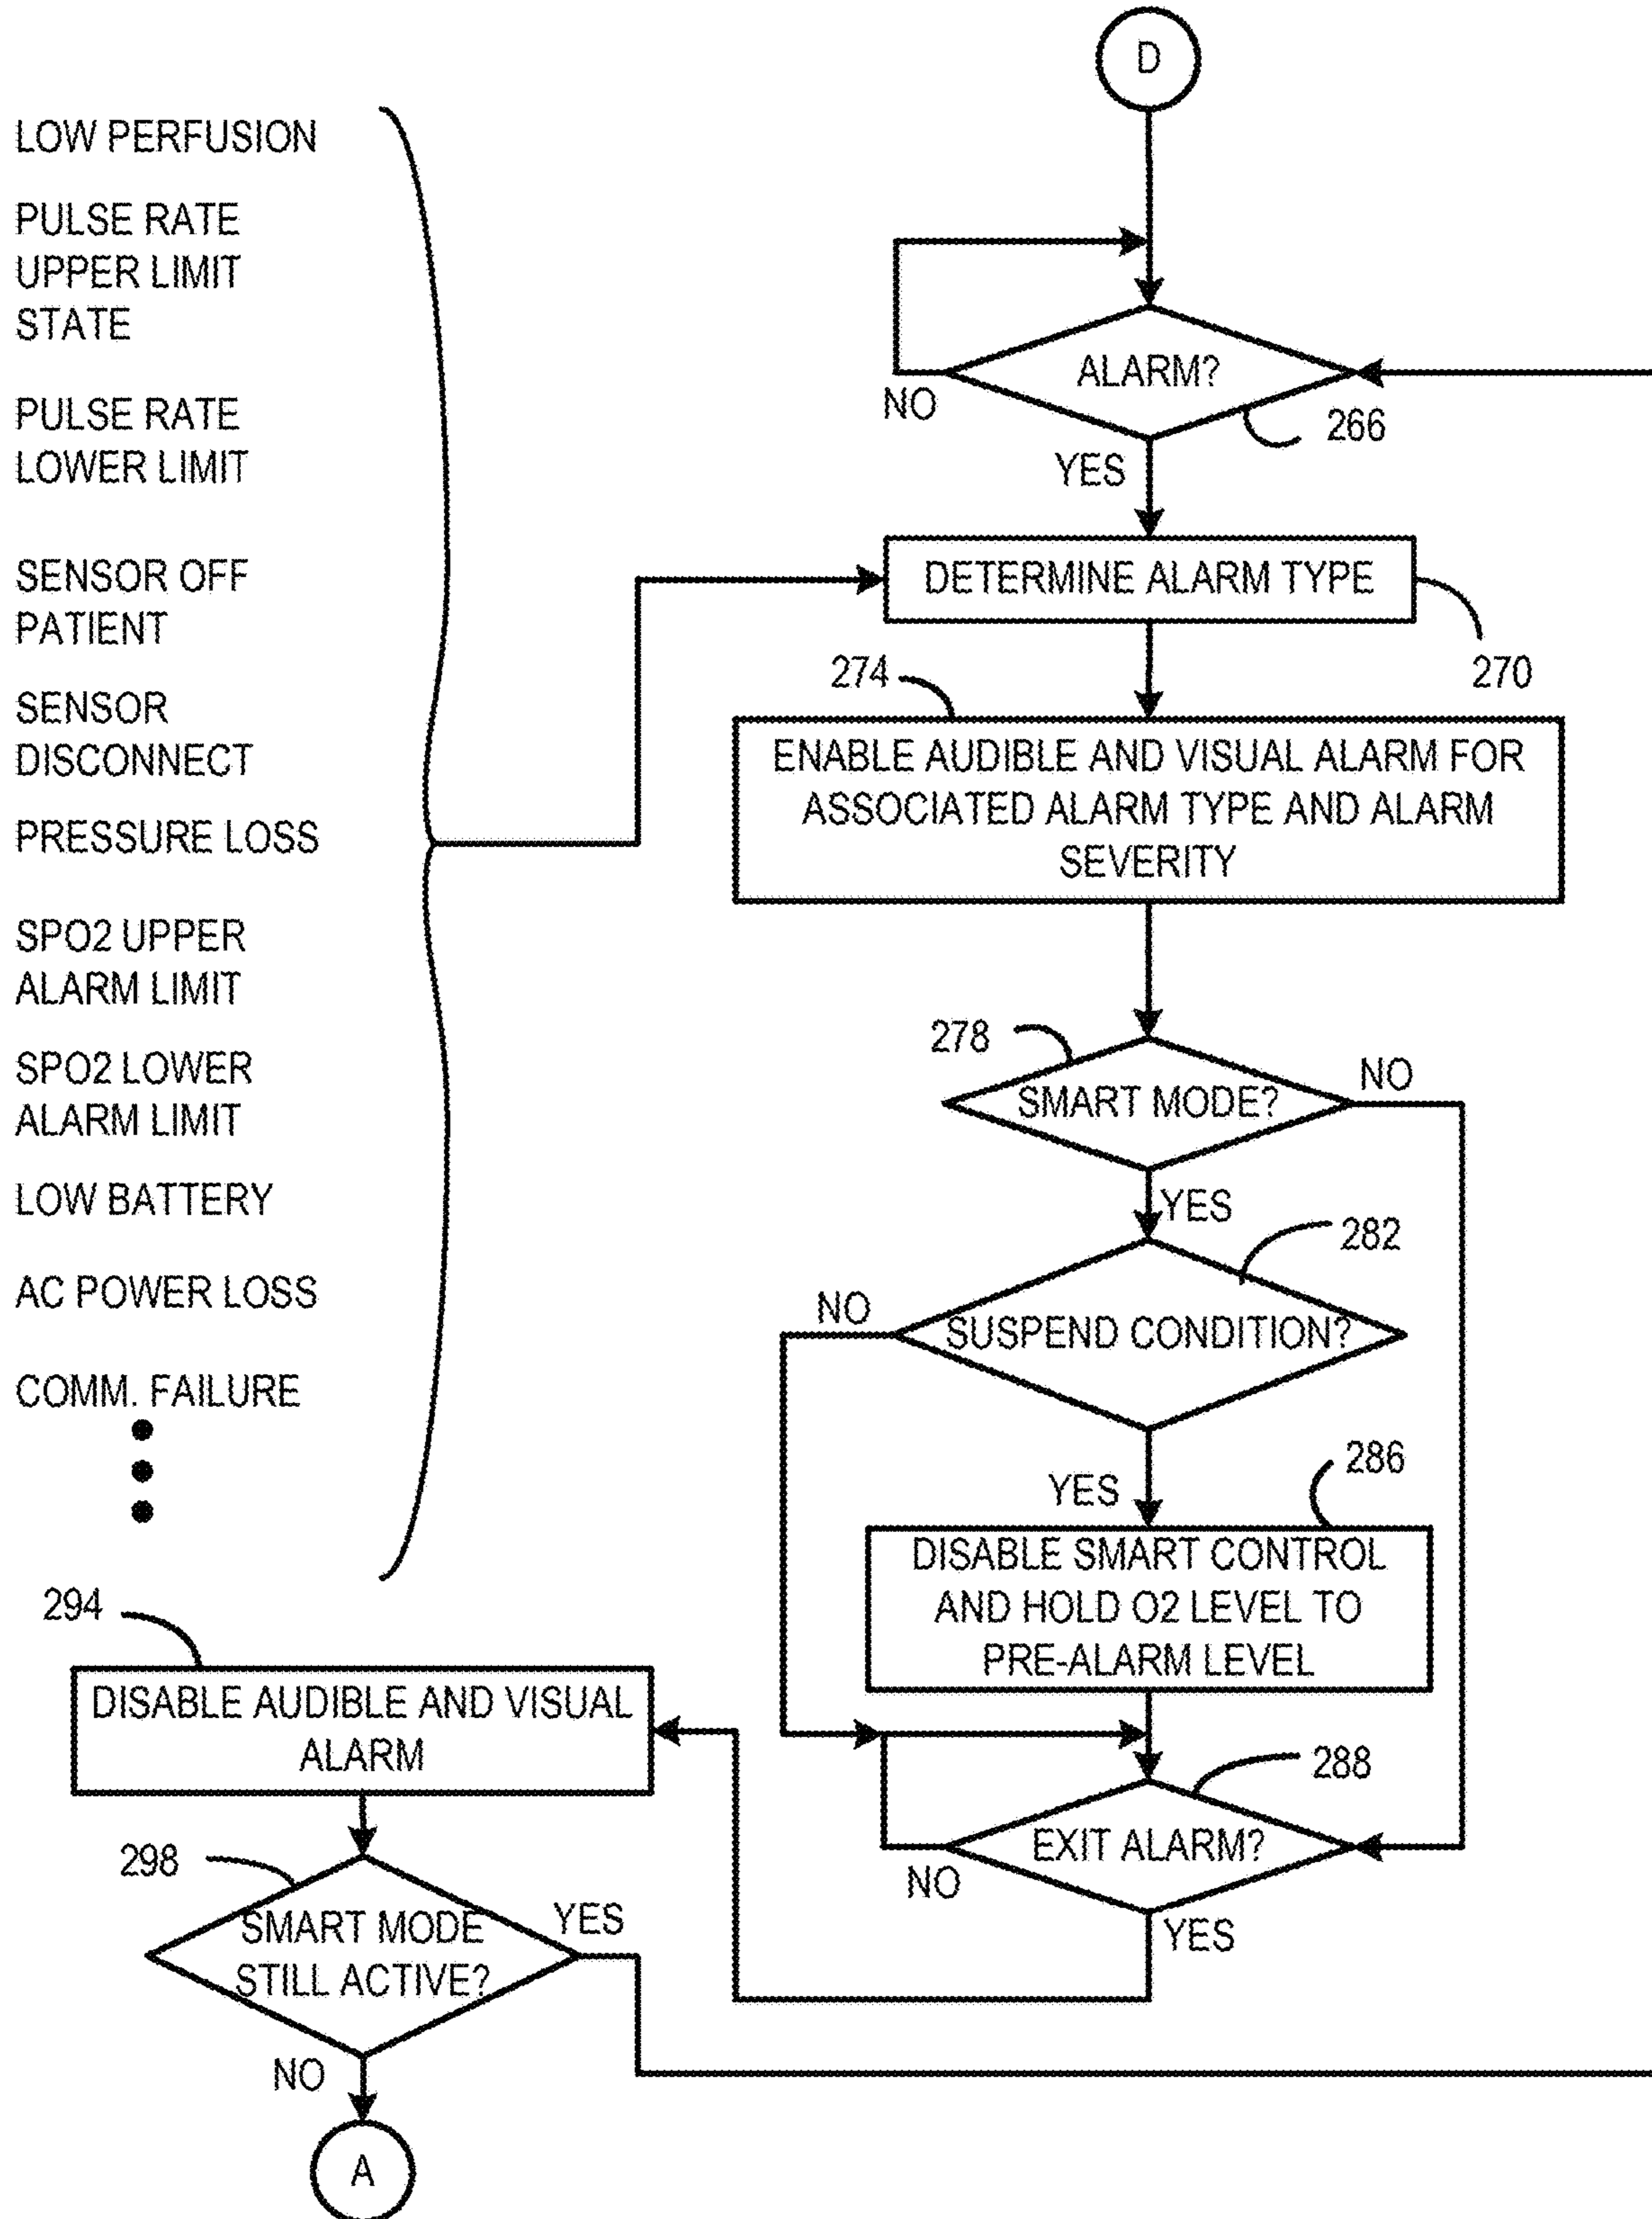 D
LOW PERFUSION
PULSE RATE
UPPER LIMIT
STATE
PULSE RATE
LOWER LIMIT
SENSOR OFF
PATIENT
SENSOR
DISCONNECT
PRESSURE LOSS
SPO2 UPPER
ALARM LIMIT
SPO2 LOWER
ALARM LIMIT
LOW BATTERY
AC POWER LOSS
COMM. FAILURE
ALARM?
NO
266
YES
DETERMINE ALARM TYPE
270
274
ENABLE AUDIBLE AND VISUAL ALARM FOR
ASSOCIATED ALARM TYPE AND ALARM
SEVERITY
278
SMART MODE?
NO
YES
282
NO
SUSPEND CONDITION?
YES
286
DISABLE SMART CONTROL
AND HOLD O2 LEVEL TO
PRE-ALARM LEVEL
288
EXIT ALARM?
NO
YES
294
DISABLE AUDIBLE AND VISUAL
ALARM
298
SMART MODE
STILL ACTIVE?
YES
NO
A